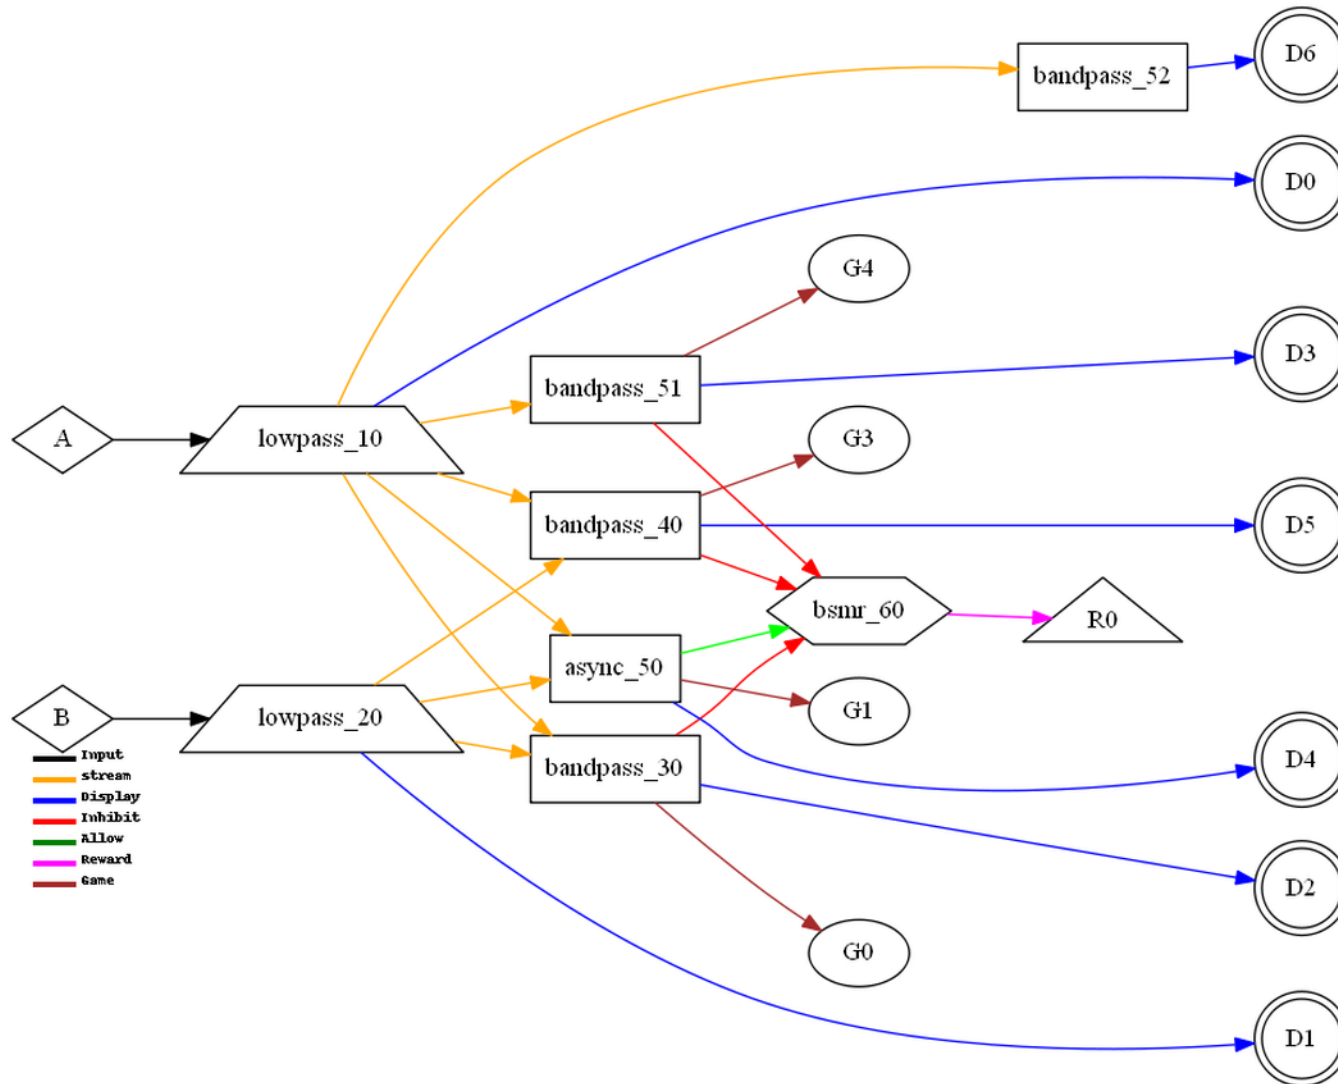 bandpass_52
D6
D0
G4
bandpass_51
D3
A
lowpass_10
G3
bandpass_40
D5
bsmr_60
R0
async_50
B
lowpass_20
G1
bandpass_30
D4
Input
stream
Display
Inhibit
Allow
Reward
Game
D2
G0
D1